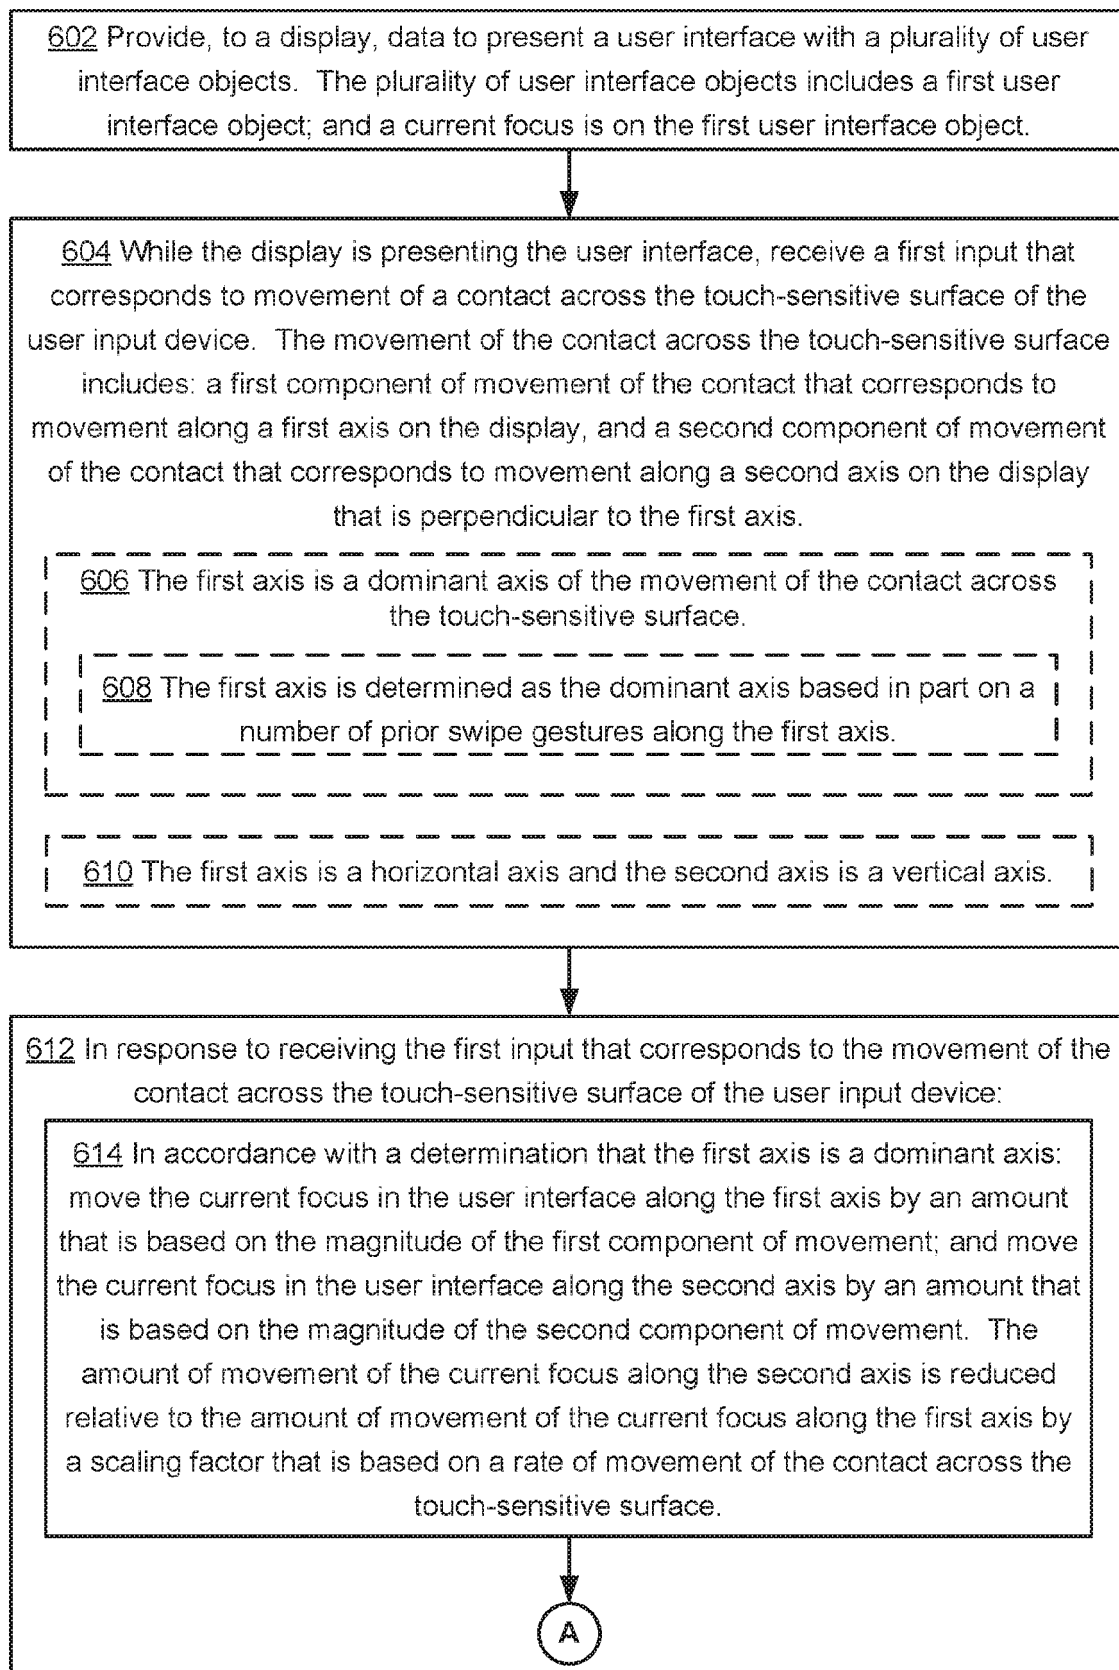 602 Provide, to a display, data to present a user interface with a plurality of user
interface objects. The plurality of user interface objects includes a first user
interface object; and a current focus is on the first user interface object.
604 While the display is presenting the user interface, receive a first input that
corresponds to movement of a contact across the touch-sensitive surface of the
user input device. The movement of the contact across the touch-sensitive surface
includes: a first component of movement of the contact that corresponds to
movement along a first axis on the display, and a second component of movement
of the contact that corresponds to movement along a second axis on the display
that is perpendicular to the first axis.
606 The first axis is a dominant axis of the movement of the contact across
the touch-sensitive surface.
608 The first axis is determined as the dominant axis based in part on a
number of prior swipe gestures along the first axis.
610 The first axis is a horizontal axis and the second axis is a vertical axis.
612 In response to receiving the first input that corresponds to the movement of the
contact across the touch-sensitive surface of the user input device:
614 In accordance with a determination that the first axis is a dominant axis:
move the current focus in the user interface along the first axis by an amount
that is based on the magnitude of the first component of movement; and move
the current focus in the user interface along the second axis by an amount that
is based on the magnitude of the second component of movement. The
amount of movement of the current focus along the second axis is reduced
relative to the amount of movement of the current focus along the first axis by
a scaling factor that is based on a rate of movement of the contact across the
touch-sensitive surface.
A